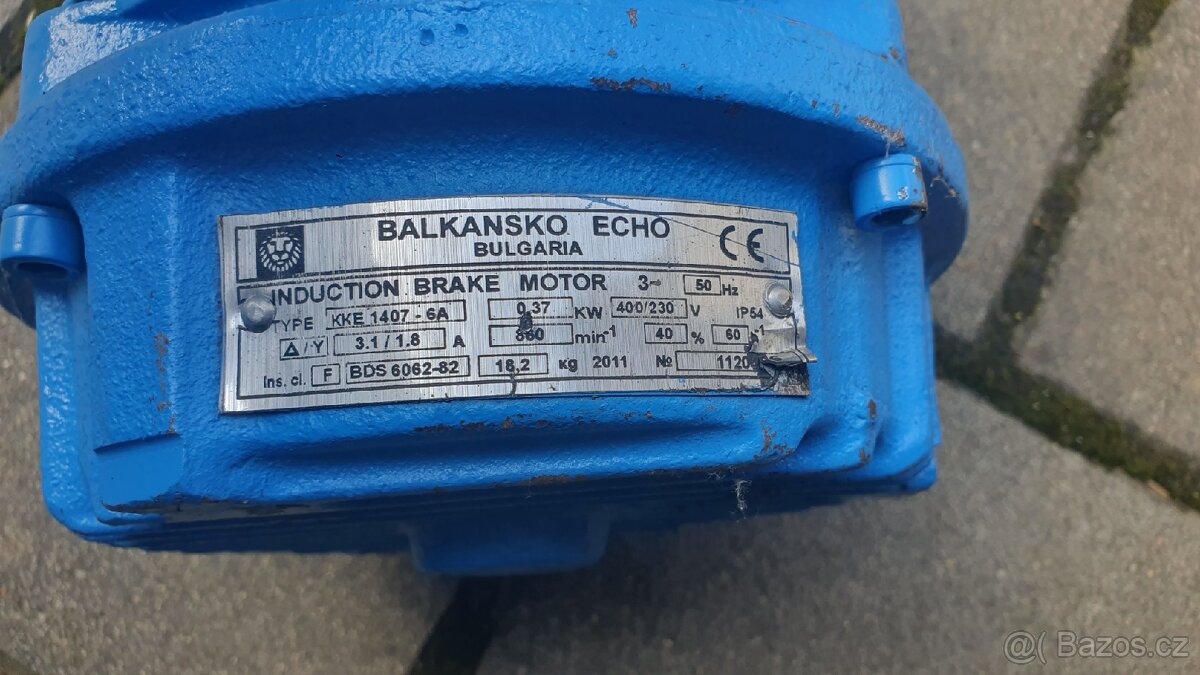 BALKANSKO ECHO
BULGARIA
CE
INDUCTION BRAKE MOTOR 3~ 50 Hz
TYPE KKE 1407 - 6A 0,37 KW 400/230 V IP54
Δ/Y 3.1 / 1.8 A 860 min-1 40 % 60
Ins. cl. F BDS 6062-82 18,2 кg 2011 №
Bazos.cz